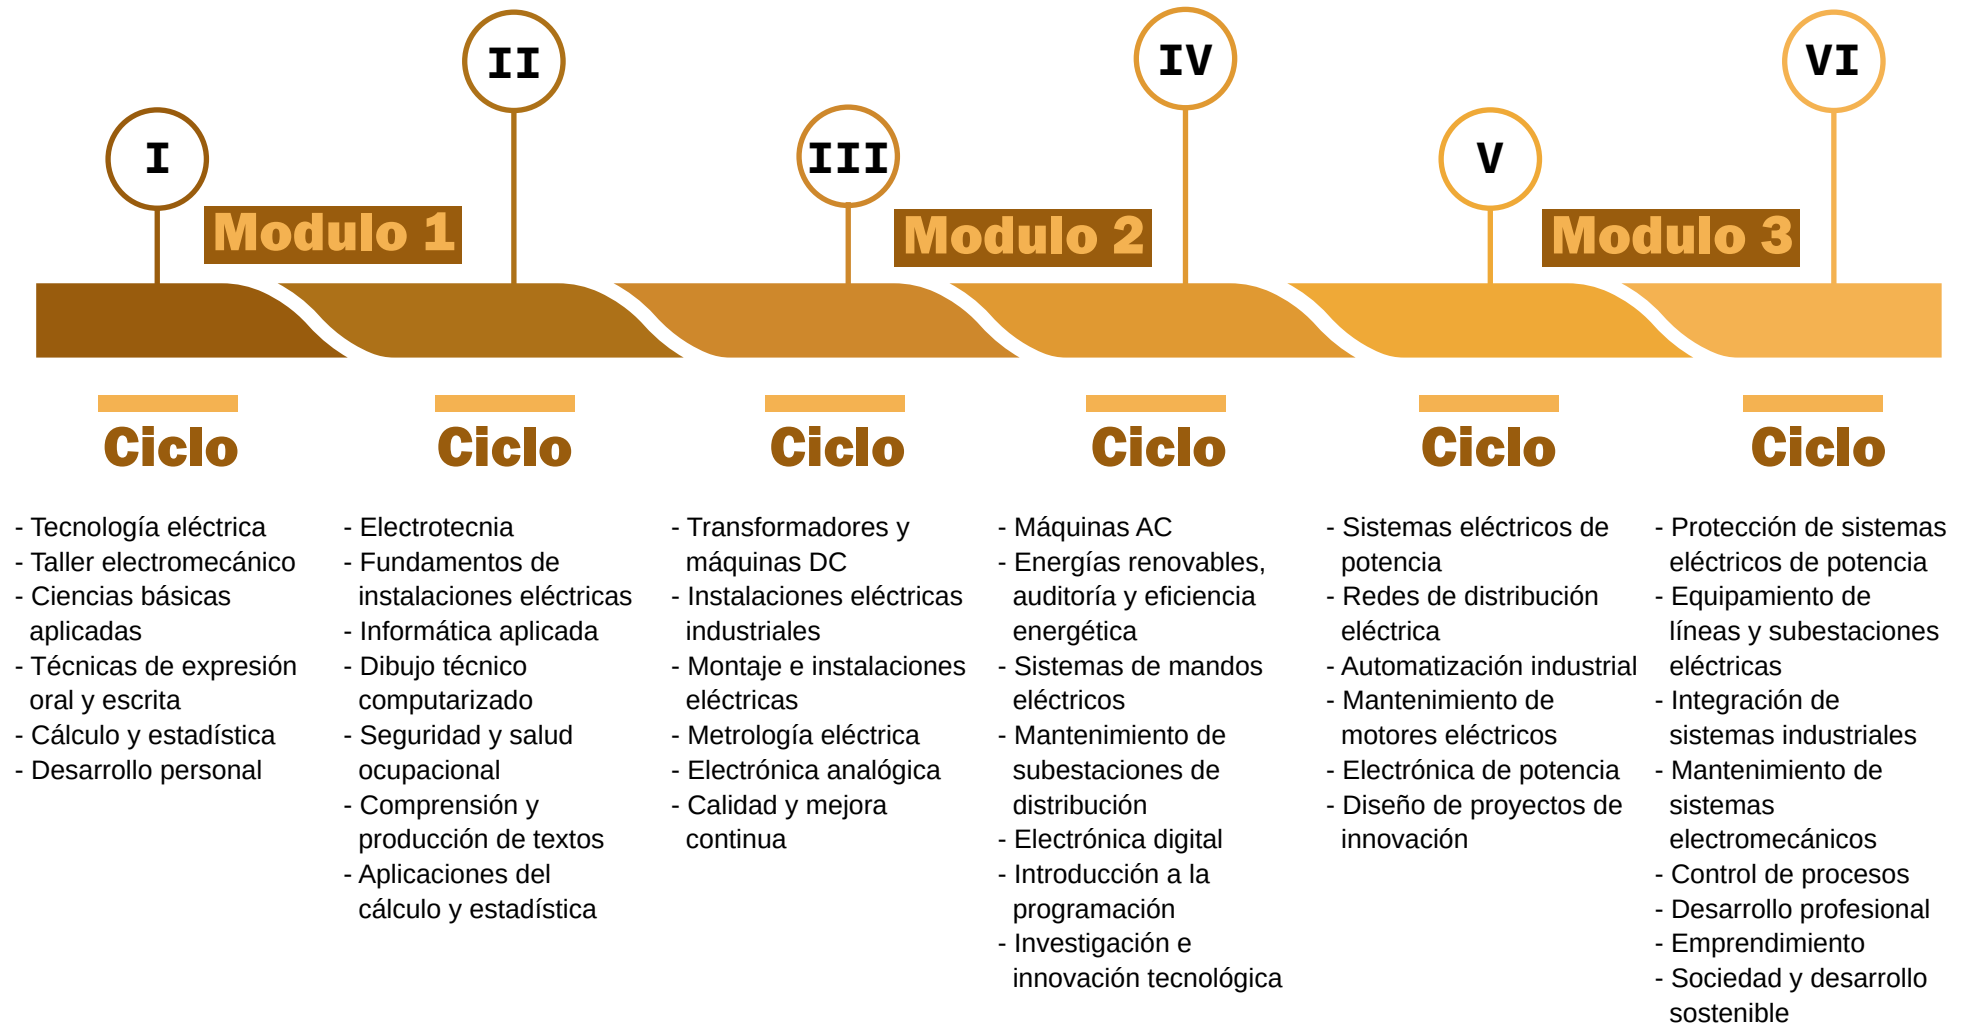 I
II
III
IV
V
VI
Modulo 1
Modulo 2
Modulo 3
Ciclo
- Tecnología eléctrica
- Taller electromecánico
- Ciencias básicas
aplicadas
- Técnicas de expresión
oral y escrita
- Cálculo y estadística
- Desarrollo personal
Ciclo
- Electrotecnia
- Fundamentos de
instalaciones eléctricas
- Informática aplicada
- Dibujo técnico
computarizado
- Seguridad y salud
ocupacional
- Comprensión y
producción de textos
- Aplicaciones del
cálculo y estadística
Ciclo
- Transformadores y
máquinas DC
- Instalaciones eléctricas
industriales
- Montaje e instalaciones
eléctricas
- Metrología eléctrica
- Electrónica analógica
- Calidad y mejora
continua
Ciclo
- Máquinas AC
- Energías renovables,
auditoría y eficiencia
energética
- Sistemas de mandos
eléctricos
- Mantenimiento de
subestaciones de
distribución
- Electrónica digital
- Introducción a la
programación
- Investigación e
innovación tecnológica
Ciclo
- Sistemas eléctricos de
potencia
- Redes de distribución
eléctrica
- Automatización industrial
- Mantenimiento de
motores eléctricos
- Electrónica de potencia
- Diseño de proyectos de
innovación
Ciclo
- Protección de sistemas
eléctricos de potencia
- Equipamiento de
líneas y subestaciones
eléctricas
- Integración de
sistemas industriales
- Mantenimiento de
sistemas
electromecánicos
- Control de procesos
- Desarrollo profesional
- Emprendimiento
- Sociedad y desarrollo
sostenible